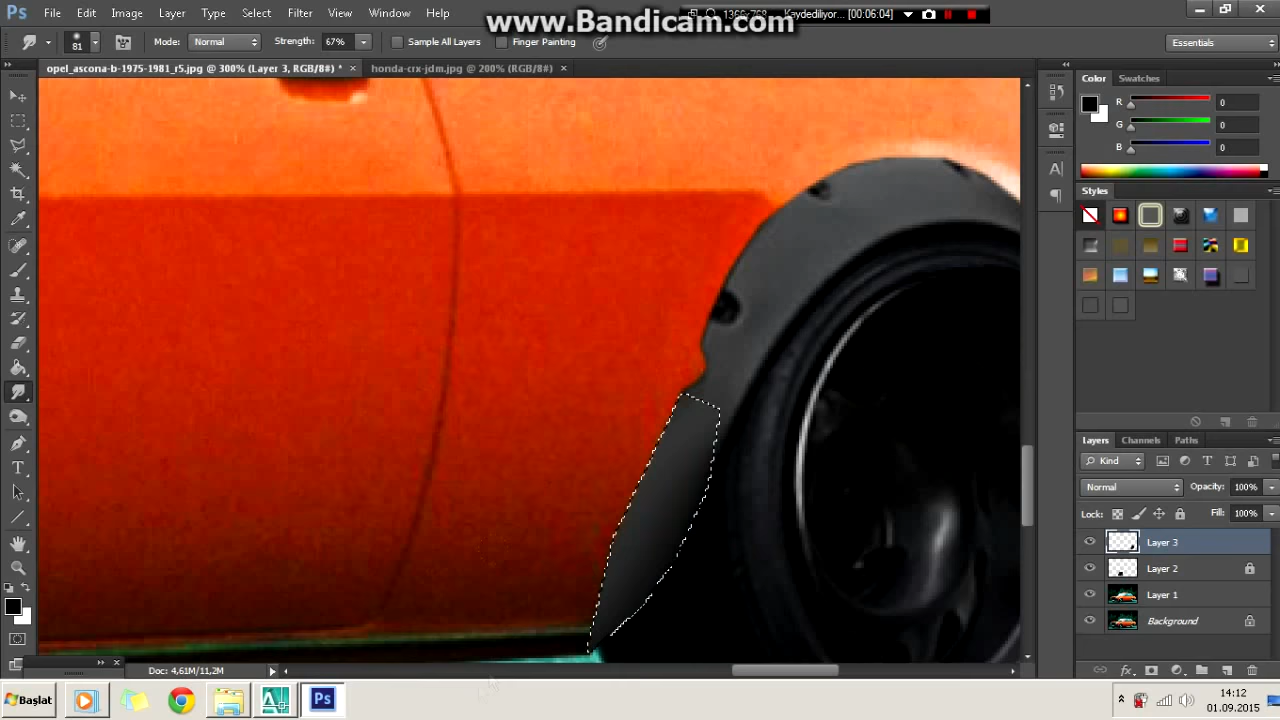 Ps File Edit Image Layer Type Select Filter View Window Help
www.Bandicam.com
1366x768 Kaydediliyor... [00:06:04]
81 Mode: Normal Strength: 67% Sample All Layers Finger Painting Essentials
opel_ascona-b-1975-1981_r5.jpg @ 300% (Layer 3, RGB/8#) * × honda-crx-jdm.jpg @ 200% (RGB/8#) ×
Color Swatches
R 0
G 0
B 0
Styles
Layers Channels Paths
Kind
Normal Opacity: 100%
Lock: Fill: 100%
Layer 3
Layer 2
Layer 1
Background
Doc: 4,61M/11,2M
Başlat Ps 14:12
01.09.2015